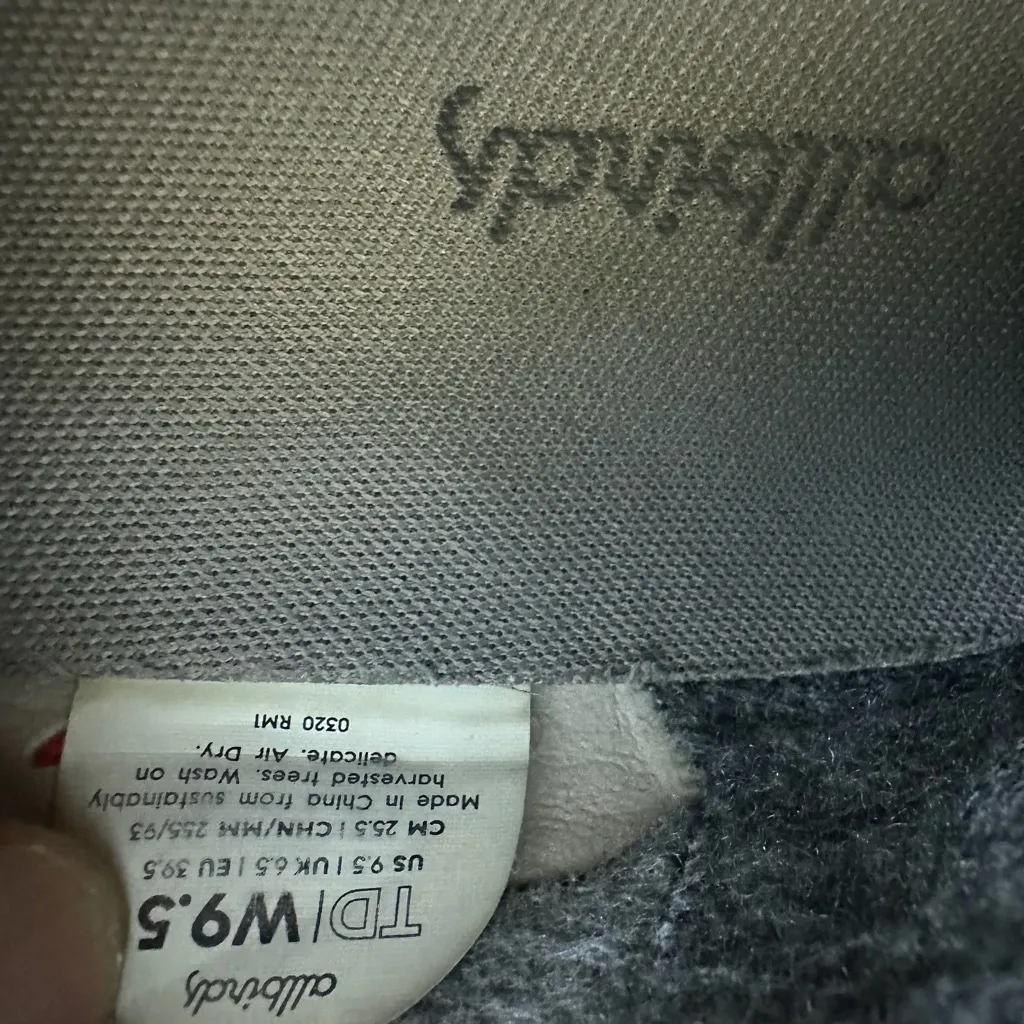 allbirds
allbirds
TD|W9.5
US 9.5 | UK 6.5 | EU 39.5
CM 25.5 | CHN/MM 255/93
Made in China from sustainably
harvested trees. Wash on
delicate. Air Dry.
0320 RM1